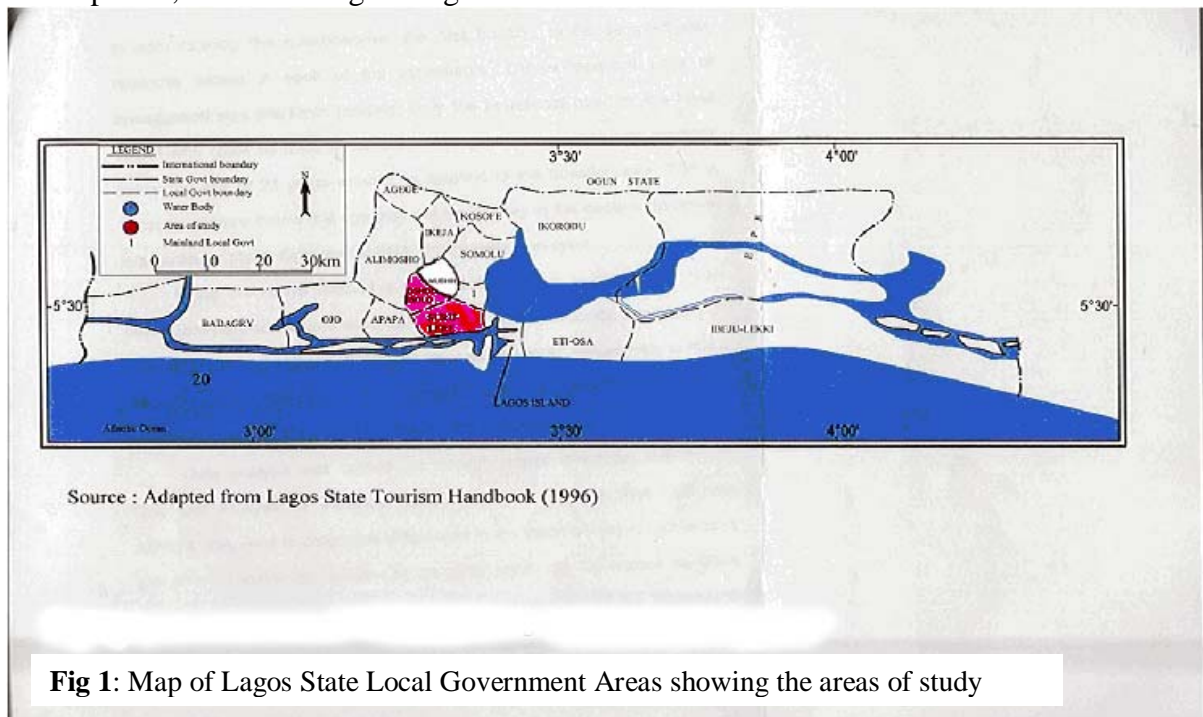 LEGEND
International boundary
State Govt boundary
Local Govt boundary
Water Body
Area of study
1 Mainland Local Govt
N
0 10 20 30km
3°30'
4°00'
OGUN STATE
AGEGE
KOSOFE
IKEJA
IKORODU
ALIMOSHO
SOMOLU
1
5°30'
5°30'
BADAGRY
OJO
APAPA
ETI-OSA
IBEJU-LEKKI
20
LAGOS ISLAND
Atlantic Ocean
3°00'
3°30'
4°00'
Source : Adapted from Lagos State Tourism Handbook (1996)
Fig 1: Map of Lagos State Local Government Areas showing the areas of study